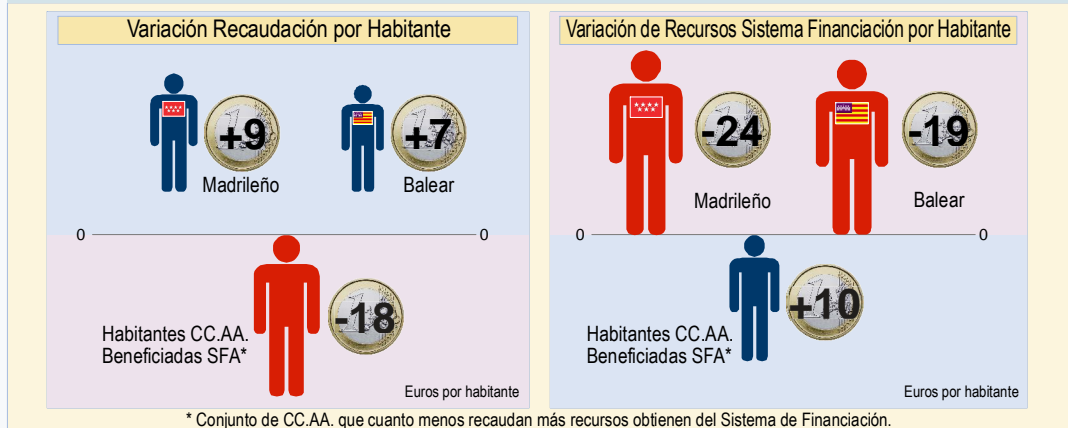 Variación Recaudación por Habitante
+9
+7
Madrileño
Balear
0
0
-18
Habitantes CC.AA.
Beneficiadas SFA*
Euros por habitante
Variación de Recursos Sistema Financiación por Habitante
-24
-19
Madrileño
Balear
0
0
+10
Habitantes CC.AA.
Beneficiadas SFA*
Euros por habitante
* Conjunto de CC.AA. que cuanto menos recaudan más recursos obtienen del Sistema de Financiación.